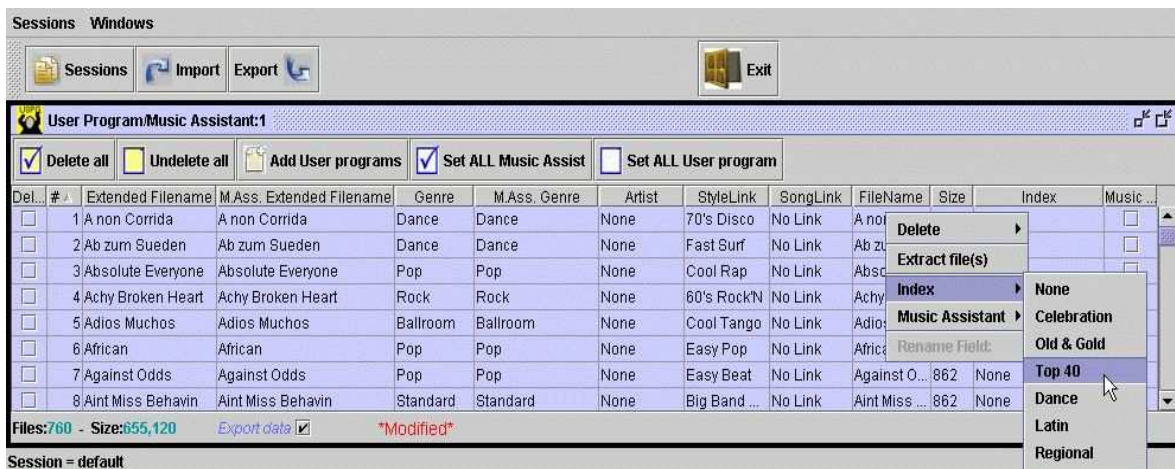 Sessions Windows
Sessions Import Export Exit
USPG
User Program/Music Assistant:1
Delete all Undelete all Add User programs Set ALL Music Assist Set ALL User program
Del... # Extended Filename M.Ass. Extended Filename Genre M.Ass. Genre Artist StyleLink SongLink FileName Size Index Music ...
1 A non Corrida A non Corrida Dance Dance None 70's Disco No Link A non
2 Ab zum Sueden Ab zum Sueden Dance Dance None Fast Surf No Link Ab zu
3 Absolute Everyone Absolute Everyone Pop Pop None Cool Rap No Link Abso
4 Achy Broken Heart Achy Broken Heart Rock Rock None 60's Rock'N No Link Achy
5 Adios Muchos Adios Muchos Ballroom Ballroom None Cool Tango No Link Adios
6 African African Pop Pop None Easy Pop No Link Africa
7 Against Odds Against Odds Pop Pop None Easy Beat No Link Against O... 862 None
8 Aint Miss Behavin Aint Miss Behavin Standard Standard None Big Band ... No Link Aint Miss ... 862 None
Delete
Extract file(s)
Index
Music Assistant
Rename Field:
None
Celebration
Old & Gold
Top 40
Dance
Latin
Regional
Files:760 - Size:655,120 Export data *Modified*
Session = default